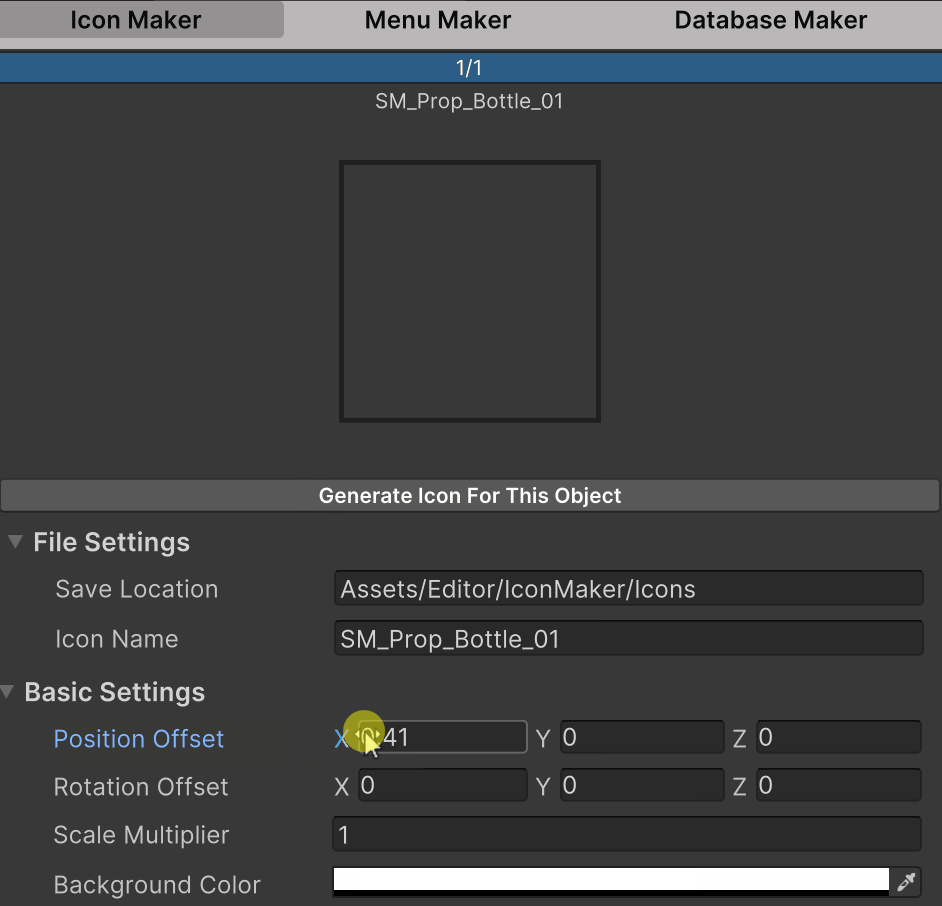 Icon Maker Menu Maker Database Maker
1/1
SM_Prop_Bottle_01
Generate Icon For This Object
File Settings
Save Location Assets/Editor/IconMaker/Icons
Icon Name SM_Prop_Bottle_01
Basic Settings
Position Offset X 0.41 Y 0 Z 0
Rotation Offset X 0 Y 0 Z 0
Scale Multiplier 1
Background Color